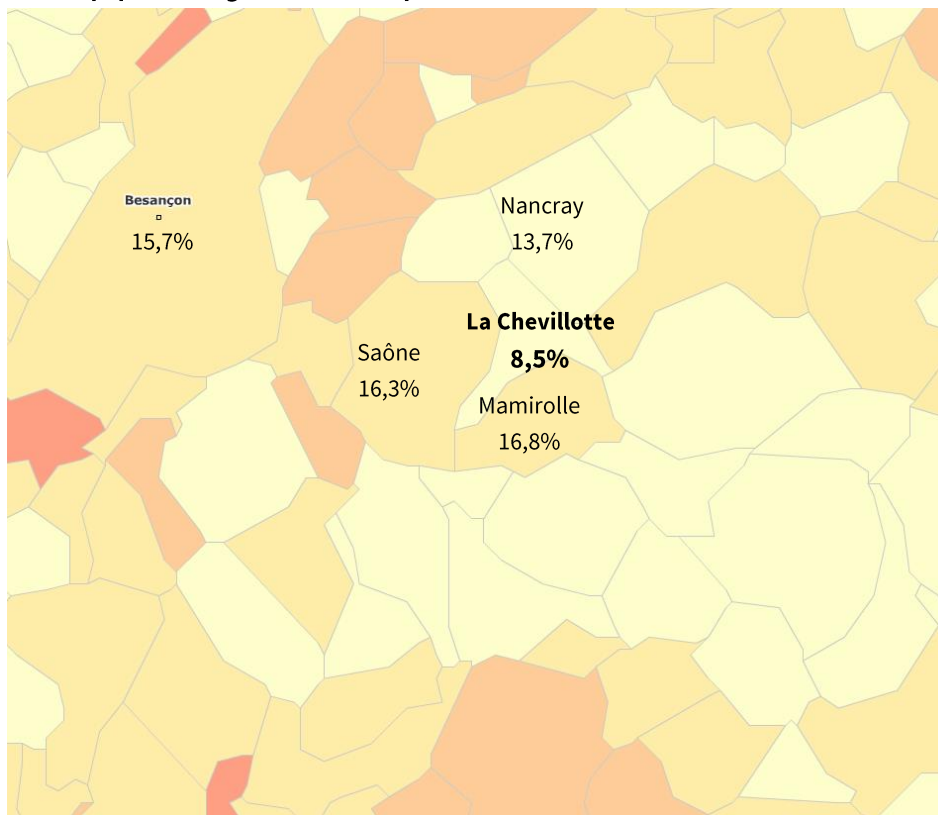 Besançon
15,7%
Nancray
13,7%
La Chevillotte
8,5%
Saône
16,3%
Mamirolle
16,8%